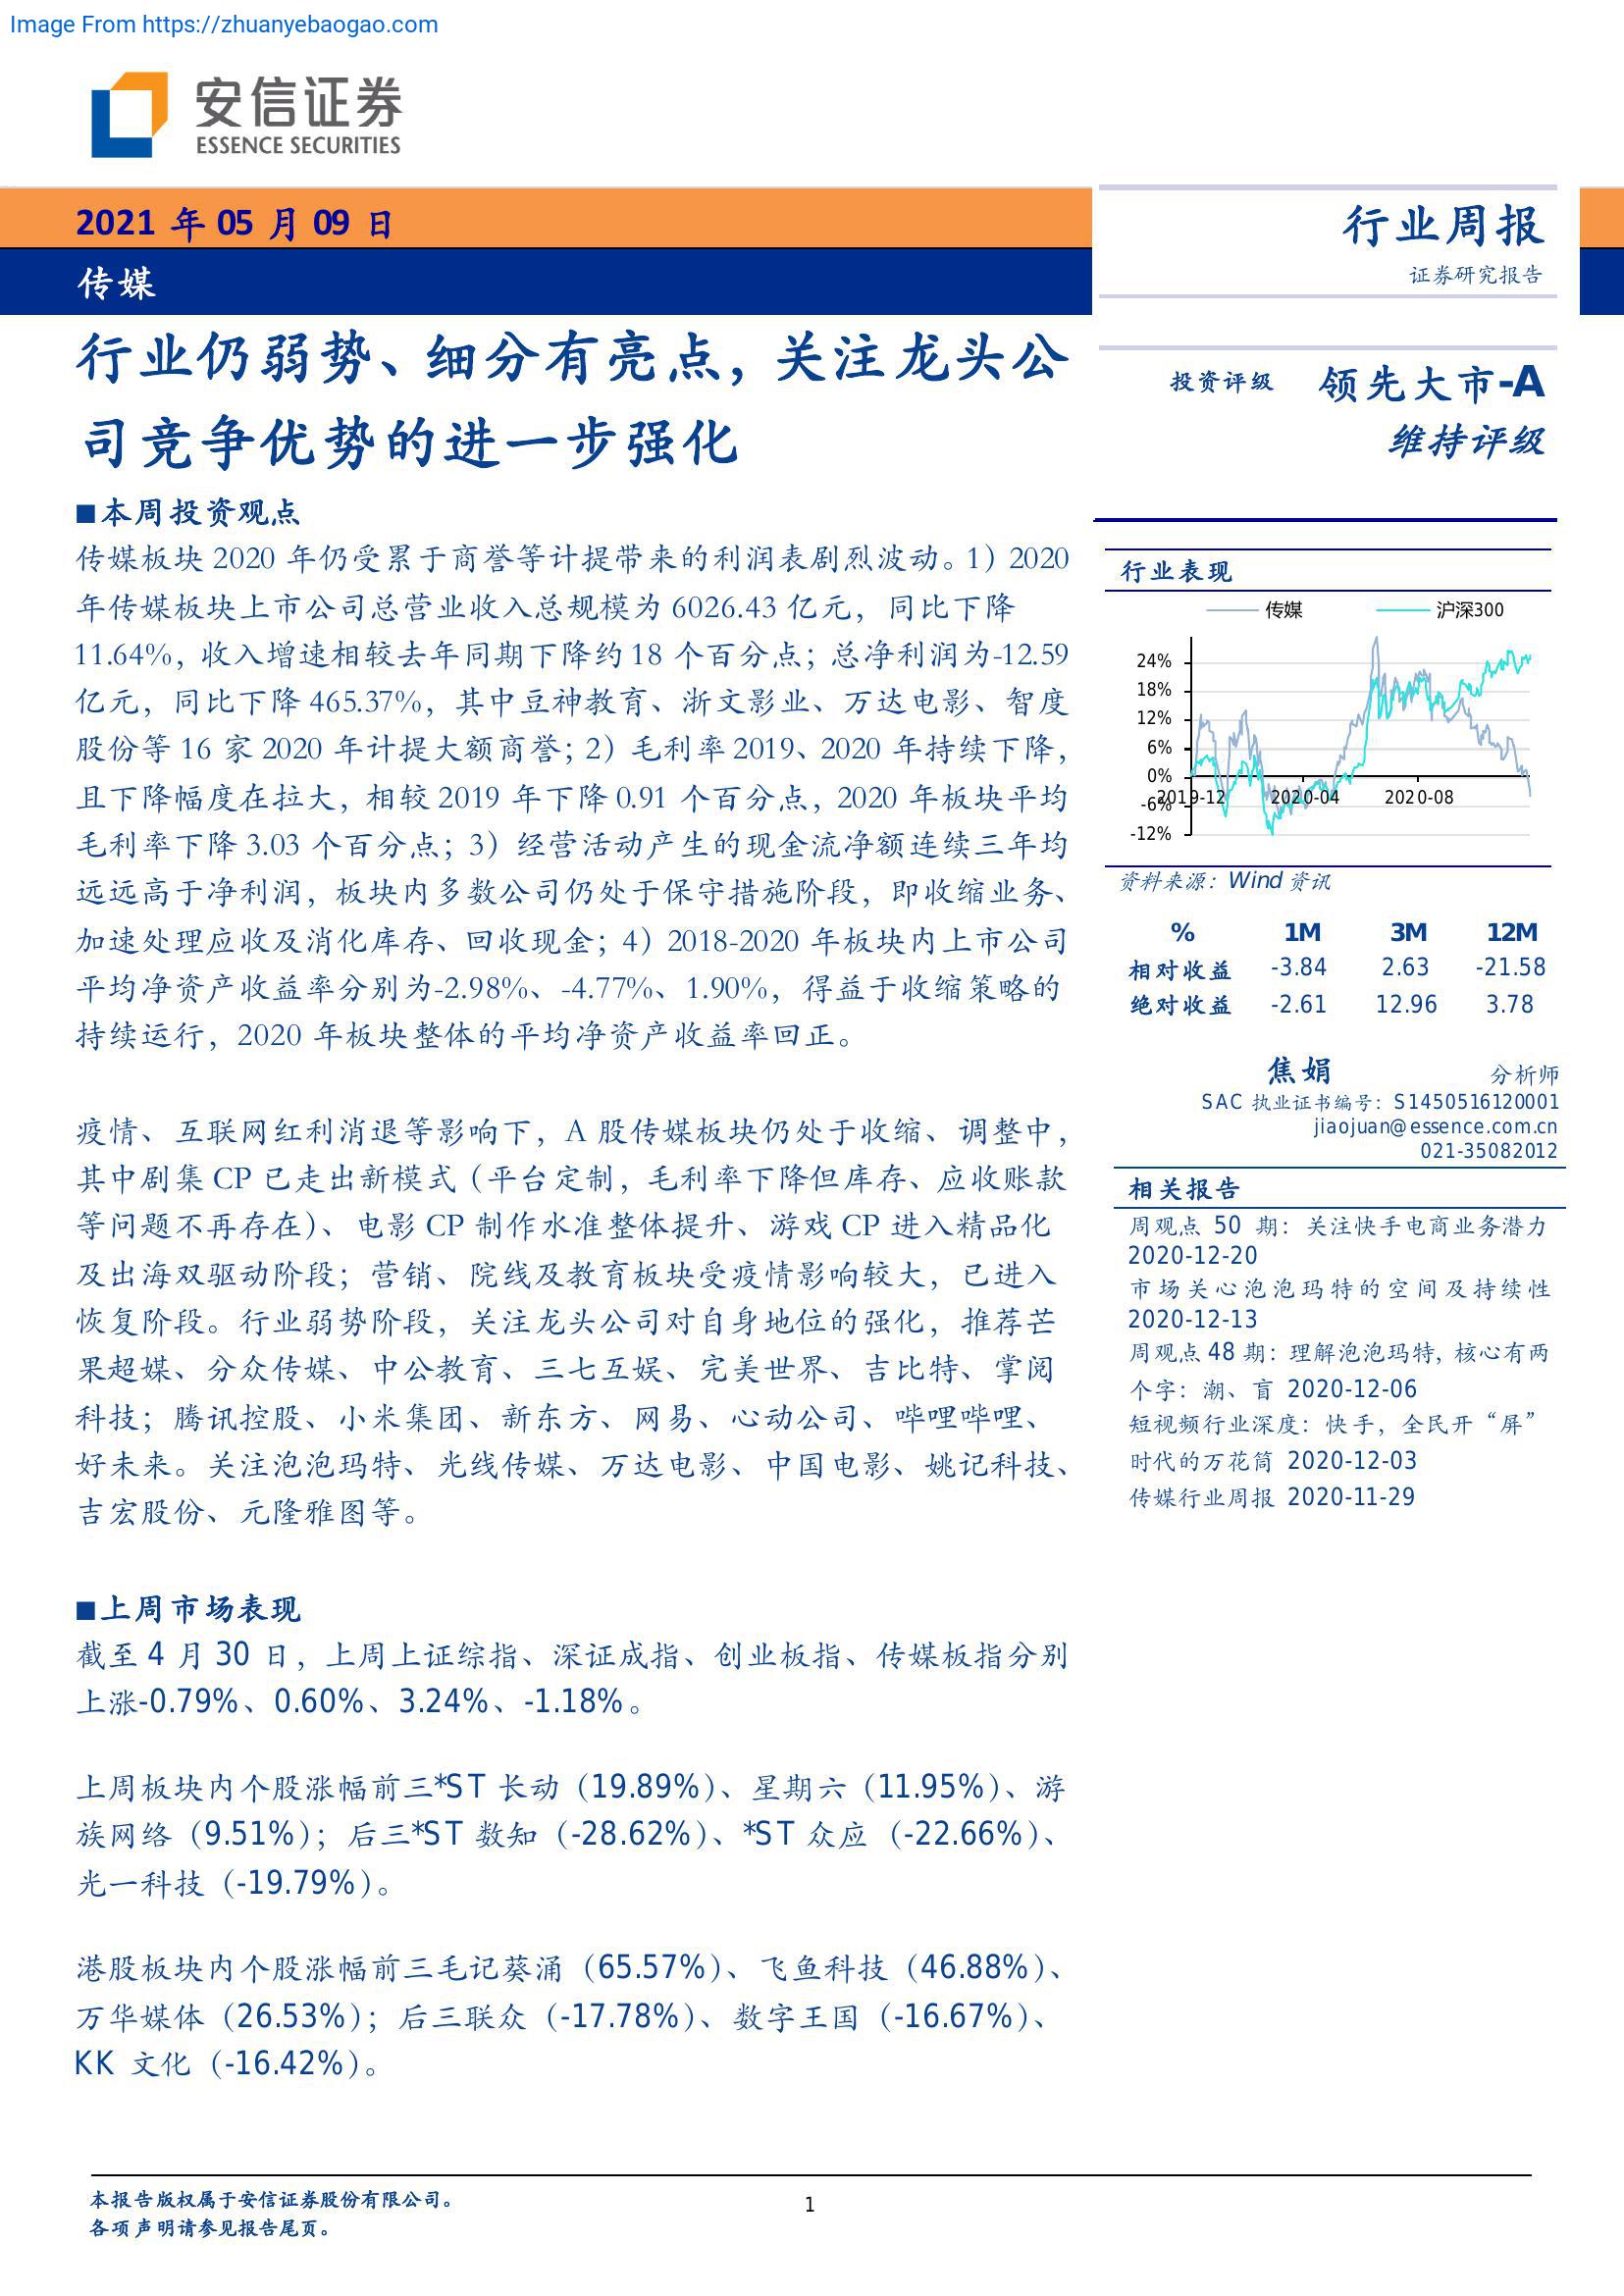 Image From https://zhuanyebaogao.com
安信证券
ESSENCE SECURITIES
2021 年 05 月 09 日
传媒
行业仍弱势、细分有亮点，关注龙头公
司竞争优势的进一步强化
■本周投资观点
传媒板块 2020 年仍受累于商誉等计提带来的利润表剧烈波动。1）2020
年传媒板块上市公司总营业收入总规模为 6026.43 亿元，同比下降
11.64%，收入增速相较去年同期下降约 18 个百分点；总净利润为-12.59
亿元，同比下降 465.37%，其中豆神教育、浙文影业、万达电影、智度
股份等 16 家 2020 年计提大额商誉；2）毛利率 2019、2020 年持续下降，
且下降幅度在拉大，相较 2019 年下降 0.91 个百分点，2020 年板块平均
毛利率下降 3.03 个百分点；3）经营活动产生的现金流净额连续三年均
远远高于净利润，板块内多数公司仍处于保守措施阶段，即收缩业务、
加速处理应收及消化库存、回收现金；4）2018-2020 年板块内上市公司
平均净资产收益率分别为-2.98%、-4.77%、1.90%，得益于收缩策略的
持续运行，2020 年板块整体的平均净资产收益率回正。
疫情、互联网红利消退等影响下，A 股传媒板块仍处于收缩、调整中，
其中剧集 CP 已走出新模式（平台定制，毛利率下降但库存、应收账款
等问题不再存在）、电影 CP 制作水准整体提升、游戏 CP 进入精品化
及出海双驱动阶段；营销、院线及教育板块受疫情影响较大，已进入
恢复阶段。行业弱势阶段，关注龙头公司对自身地位的强化，推荐芒
果超媒、分众传媒、中公教育、三七互娱、完美世界、吉比特、掌阅
科技；腾讯控股、小米集团、新东方、网易、心动公司、哔哩哔哩、
好未来。关注泡泡玛特、光线传媒、万达电影、中国电影、姚记科技、
吉宏股份、元隆雅图等。
■上周市场表现
截至 4 月 30 日，上周上证综指、深证成指、创业板指、传媒板指分别
上涨-0.79%、0.60%、3.24%、-1.18%。
上周板块内个股涨幅前三*ST 长动（19.89%）、星期六（11.95%）、游
族网络（9.51%）；后三*ST 数知（-28.62%）、*ST 众应（-22.66%）、
光一科技（-19.79%）。
港股板块内个股涨幅前三毛记葵涌（65.57%）、飞鱼科技（46.88%）、
万华媒体（26.53%）；后三联众（-17.78%）、数字王国（-16.67%）、
KK 文化（-16.42%）。
行业周报
证券研究报告
投资评级 领先大市-A
维持评级
行业表现
传媒 沪深300
24%
18%
12%
6%
0%
-6%
-12%
2019-12 2020-04 2020-08
资料来源：Wind 资讯
% 1M 3M 12M
相对收益 -3.84 2.63 -21.58
绝对收益 -2.61 12.96 3.78
焦娟 分析师
SAC 执业证书编号：S1450516120001
jiaojuan@essence.com.cn
021-35082012
相关报告
周观点 50 期：关注快手电商业务潜力
2020-12-20
市场关心泡泡玛特的空间及持续性
2020-12-13
周观点 48 期：理解泡泡玛特，核心有两
个字：潮、盲 2020-12-06
短视频行业深度：快手，全民开“屏”
时代的万花筒 2020-12-03
传媒行业周报 2020-11-29
本报告版权属于安信证券股份有限公司。
各项声明请参见报告尾页。
1